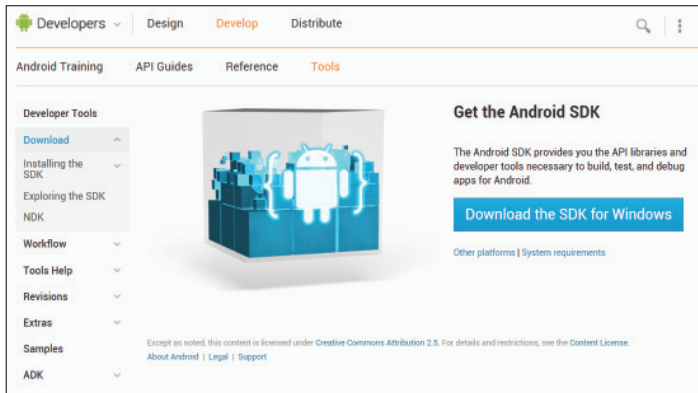 Developers
Design
Develop
Distribute
Android Training
API Guides
Reference
Tools
Developer Tools
Download
Installing the
SDK
Exploring the SDK
NDK
Workflow
Tools Help
Revisions
Extras
Samples
ADK
Get the Android SDK
The Android SDK provides you the API libraries and
developer tools necessary to build, test, and debug
apps for Android.
Download the SDK for Windows
Other platforms | System requirements
Except as noted, this content is licensed under Creative Commons Attribution 2.5. For details and restrictions, see the Content License.
About Android | Legal | Support